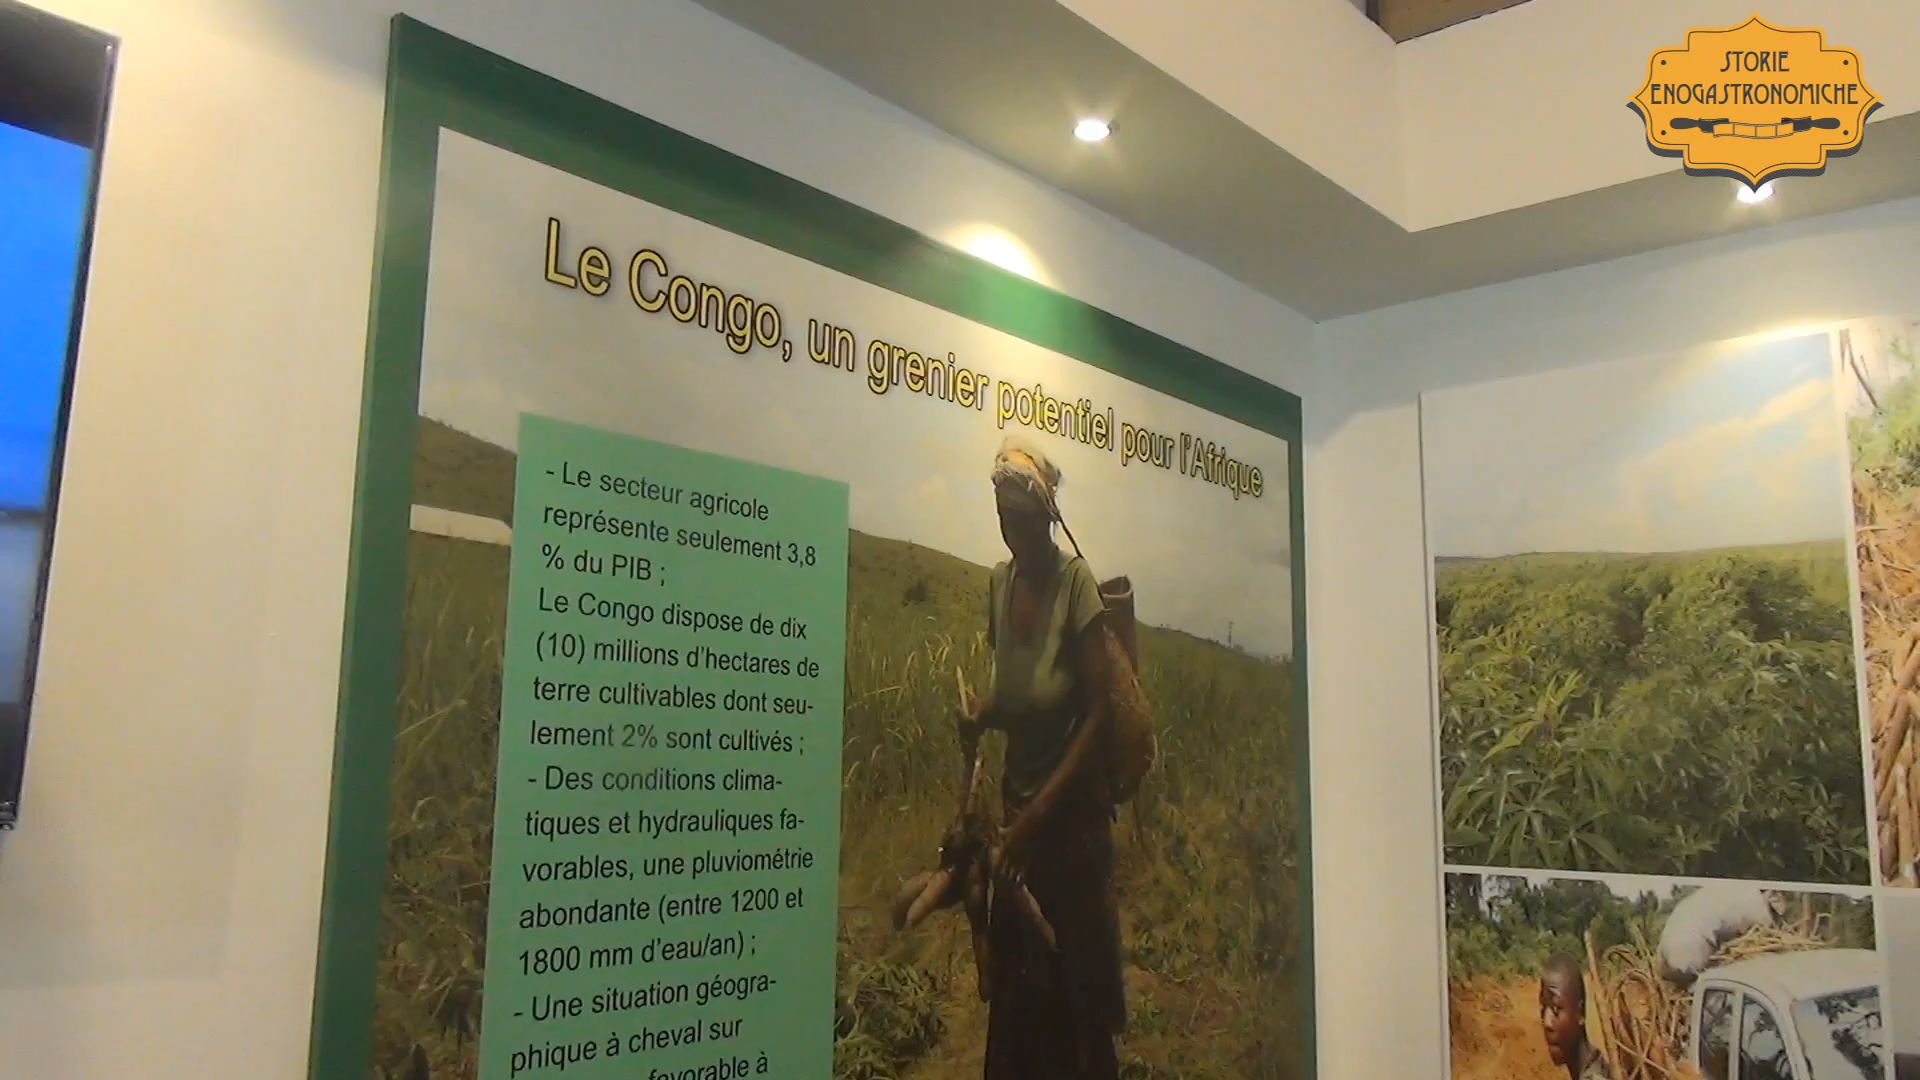 STORIE
ENOGASTRONOMICHE
Le Congo, un grenier potentiel pour l'Afrique
- Le secteur agricole
représente seulement 3,8
% du PIB ;
Le Congo dispose de dix
(10) millions d'hectares de
terre cultivables dont seu-
lement 2% sont cultivés ;
- Des conditions clima-
tiques et hydrauliques fa-
vorables, une pluviométrie
abondante (entre 1200 et
1800 mm d'eau/an) ;
- Une situation géogra-
phique à cheval sur
favorable à